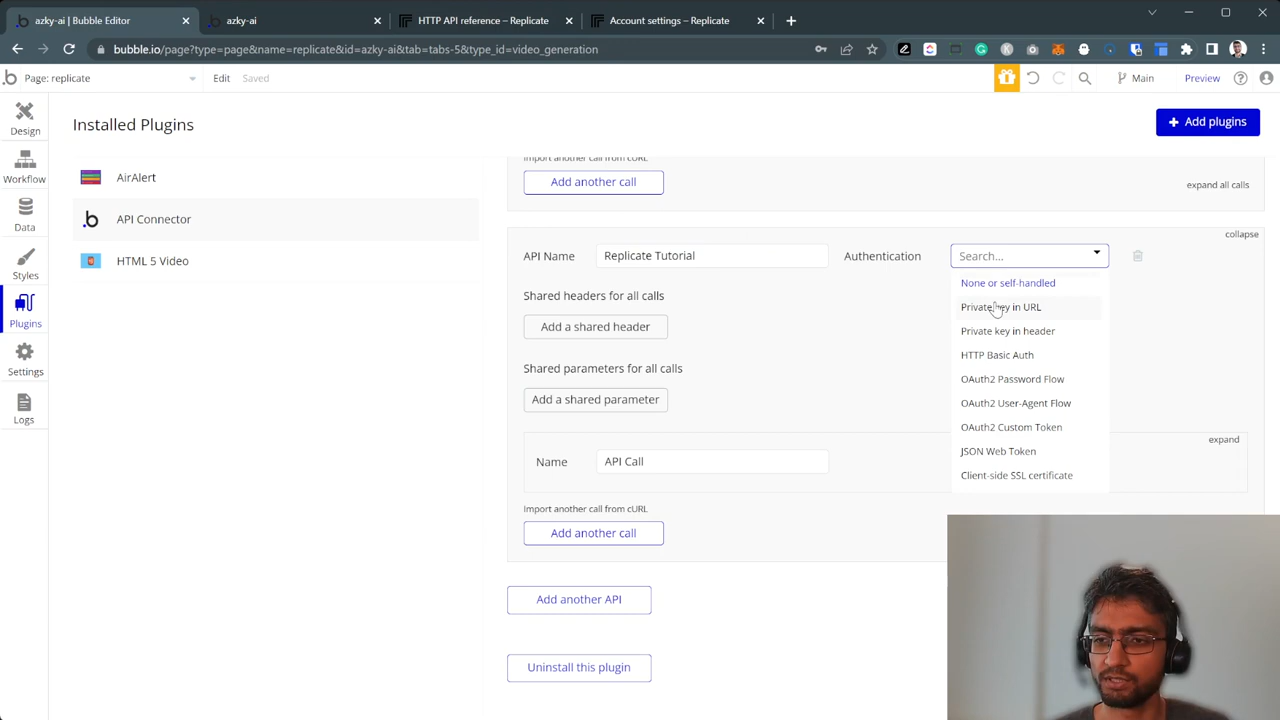 azky-ai | Bubble Editor
azky-ai
HTTP API reference – Replicate
Account settings – Replicate
bubble.io/page?type=page&name=replicate&id=azky-ai&tab=tabs-5&type_id=video_generation
Page: replicate
Edit
Saved
Main
Preview
Design
Workflow
Data
Styles
Plugins
Settings
Logs
Installed Plugins
Add plugins
AirAlert
API Connector
HTML 5 Video
Import another call from cURL
Add another call
expand all calls
collapse
API Name
Replicate Tutorial
Authentication
Search...
None or self-handled
Private key in URL
Private key in header
HTTP Basic Auth
OAuth2 Password Flow
OAuth2 User-Agent Flow
OAuth2 Custom Token
JSON Web Token
Client-side SSL certificate
Shared headers for all calls
Add a shared header
Shared parameters for all calls
Add a shared parameter
expand
Name
API Call
Import another call from cURL
Add another call
Add another API
Uninstall this plugin